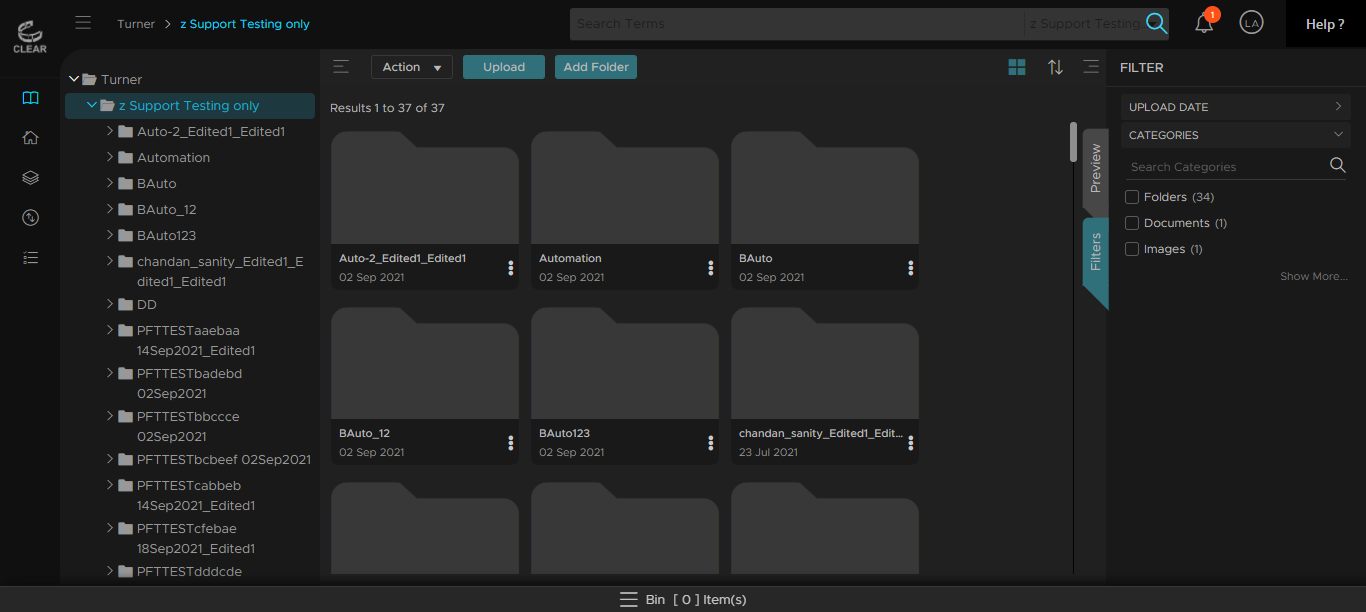 CLEAR
Turner > z Support Testing only
Search Terms
z Support Testing
1
LA
Help ?
Turner
z Support Testing only
Auto-2_Edited1_Edited1
Automation
BAuto
BAuto_12
BAuto123
chandan_sanity_Edited1_E
dited1_Edited1
DD
PFTTESTaaebaa
14Sep2021_Edited1
PFTTESTbadebd
02Sep2021
PFTTESTbbccce
02Sep2021
PFTTESTbcbeef 02Sep2021
PFTTESTcabbeb
14Sep2021_Edited1
PFTTESTcfebae
18Sep2021_Edited1
PFTTESTdddcde
Action
Upload
Add Folder
Results 1 to 37 of 37
Auto-2_Edited1_Edited1
02 Sep 2021
Automation
02 Sep 2021
BAuto
02 Sep 2021
BAuto_12
02 Sep 2021
BAuto123
02 Sep 2021
chandan_sanity_Edited1_Edit...
23 Jul 2021
Preview
Filters
FILTER
UPLOAD DATE
CATEGORIES
Search Categories
Folders (34)
Documents (1)
Images (1)
Show More...
Bin [ 0 ] Item(s)